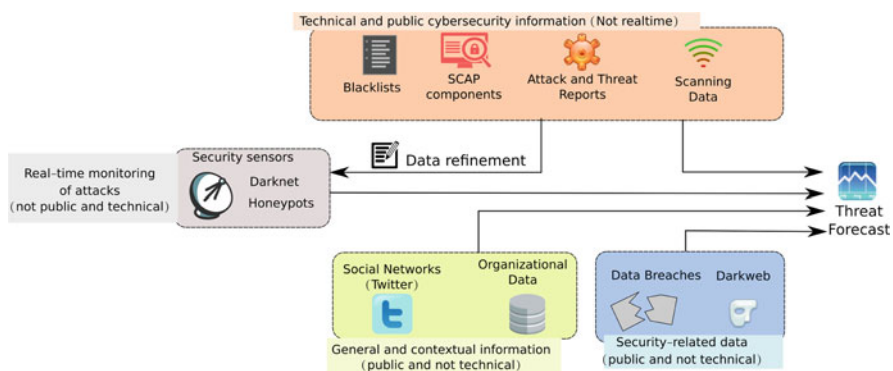 Technical and public cybersecurity information (Not realtime)
Blacklists
SCAP
components
Attack and Threat
Reports
Scanning
Data
Data refinement
Real-time monitoring
of attacks
(not public and technical)
Security sensors
Darknet
Honeypots
Threat
Forecast
Social Networks
(Twitter)
Organizational
Data
General and contextual information
(public and not technical)
Data Breaches
Darkweb
Security-related data
(public and not technical)